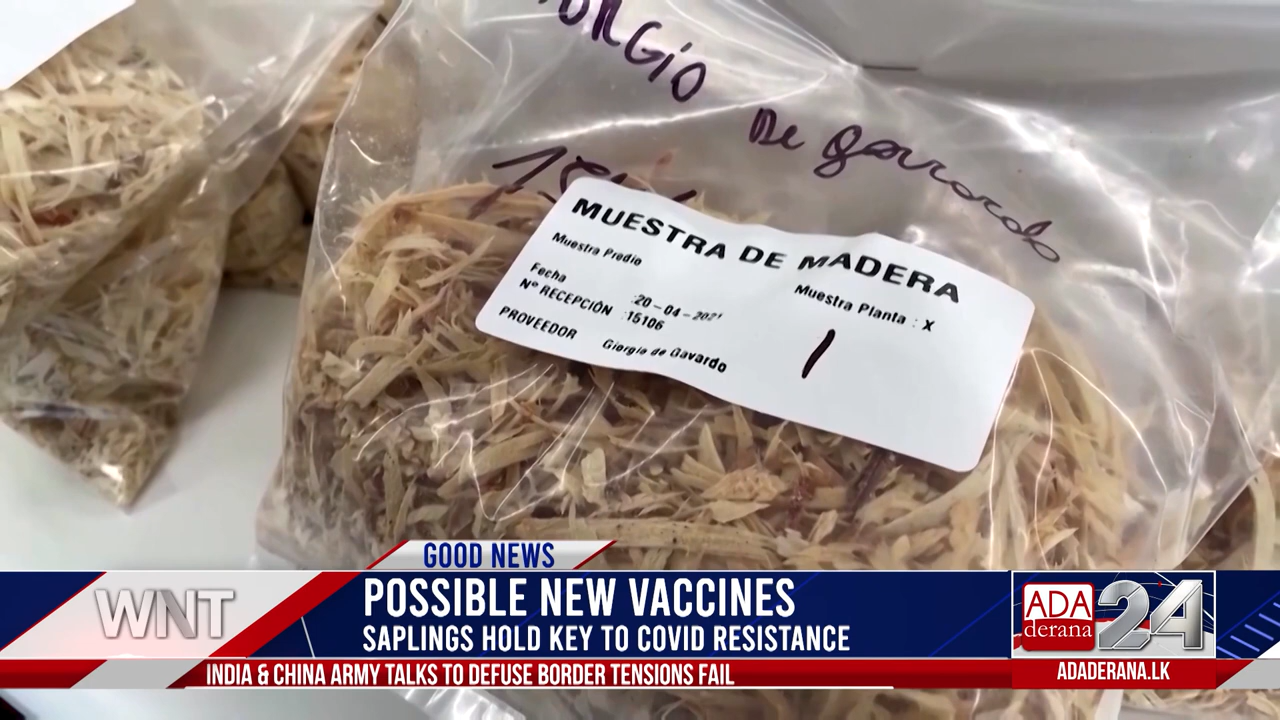 De Gavardo
MUESTRA DE MADERA
Muestra Predio
Muestra Planta : X
Fecha :20-04-2021
Nº RECEPCIÓN :15106
1
PROVEEDOR Giorgio de Gavardo
GOOD NEWS
WNT
POSSIBLE NEW VACCINES
SAPLINGS HOLD KEY TO COVID RESISTANCE
ADA
derana
24
INDIA & CHINA ARMY TALKS TO DEFUSE BORDER TENSIONS FAIL
ADADERANA.LK